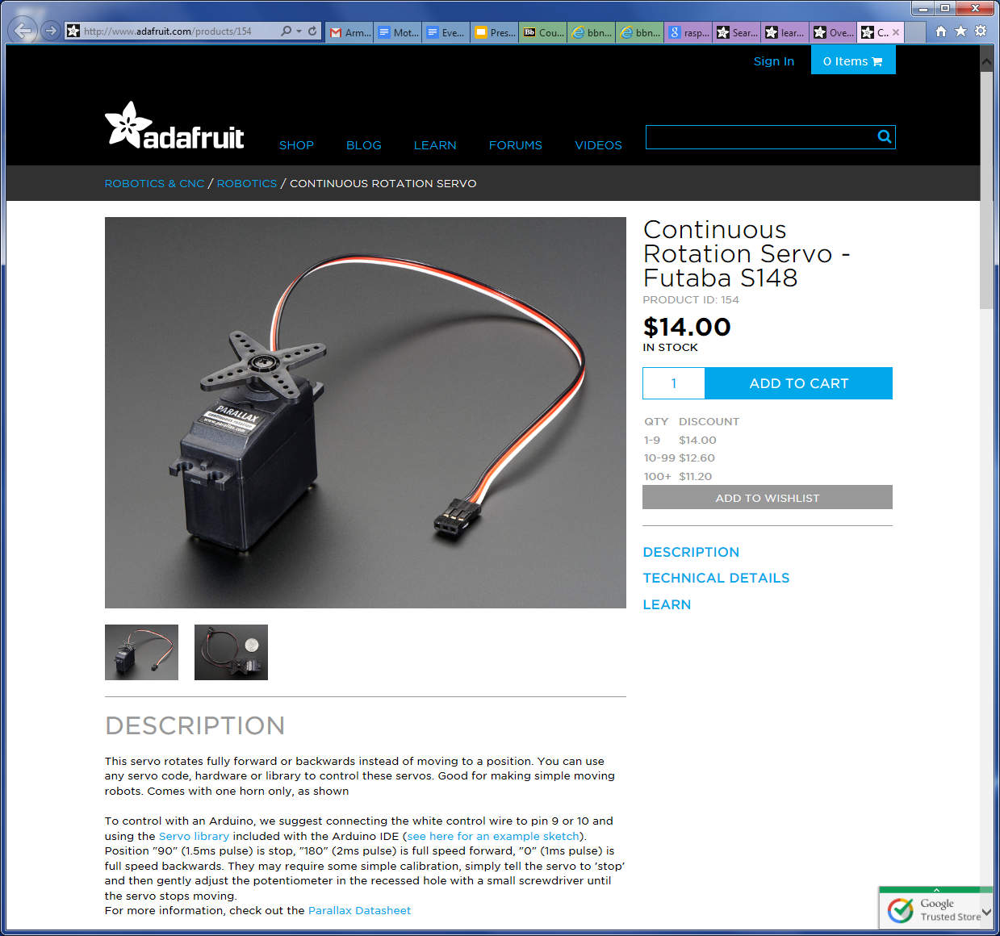 http://www.adafruit.com/products/154
Arm...
Mot...
Eve...
Pres...
Bb Cou...
bbn...
bbn...
rasp...
Sear...
lear...
Ove...
C...
Sign In
0 Items
adafruit
SHOP
BLOG
LEARN
FORUMS
VIDEOS
ROBOTICS & CNC / ROBOTICS / CONTINUOUS ROTATION SERVO
PARALLAX
continuous rotation
www.parallax.com
Continuous
Rotation Servo -
Futaba S148
PRODUCT ID: 154
$14.00
IN STOCK
1
ADD TO CART
QTY DISCOUNT
1-9 $14.00
10-99 $12.60
100+ $11.20
ADD TO WISHLIST
DESCRIPTION
TECHNICAL DETAILS
LEARN
DESCRIPTION
This servo rotates fully forward or backwards instead of moving to a position. You can use
any servo code, hardware or library to control these servos. Good for making simple moving
robots. Comes with one horn only, as shown
To control with an Arduino, we suggest connecting the white control wire to pin 9 or 10 and
using the Servo library included with the Arduino IDE (see here for an example sketch).
Position "90" (1.5ms pulse) is stop, "180" (2ms pulse) is full speed forward, "0" (1ms pulse) is
full speed backwards. They may require some simple calibration, simply tell the servo to 'stop'
and then gently adjust the potentiometer in the recessed hole with a small screwdriver until
the servo stops moving.
For more information, check out the Parallax Datasheet
Google
Trusted Store